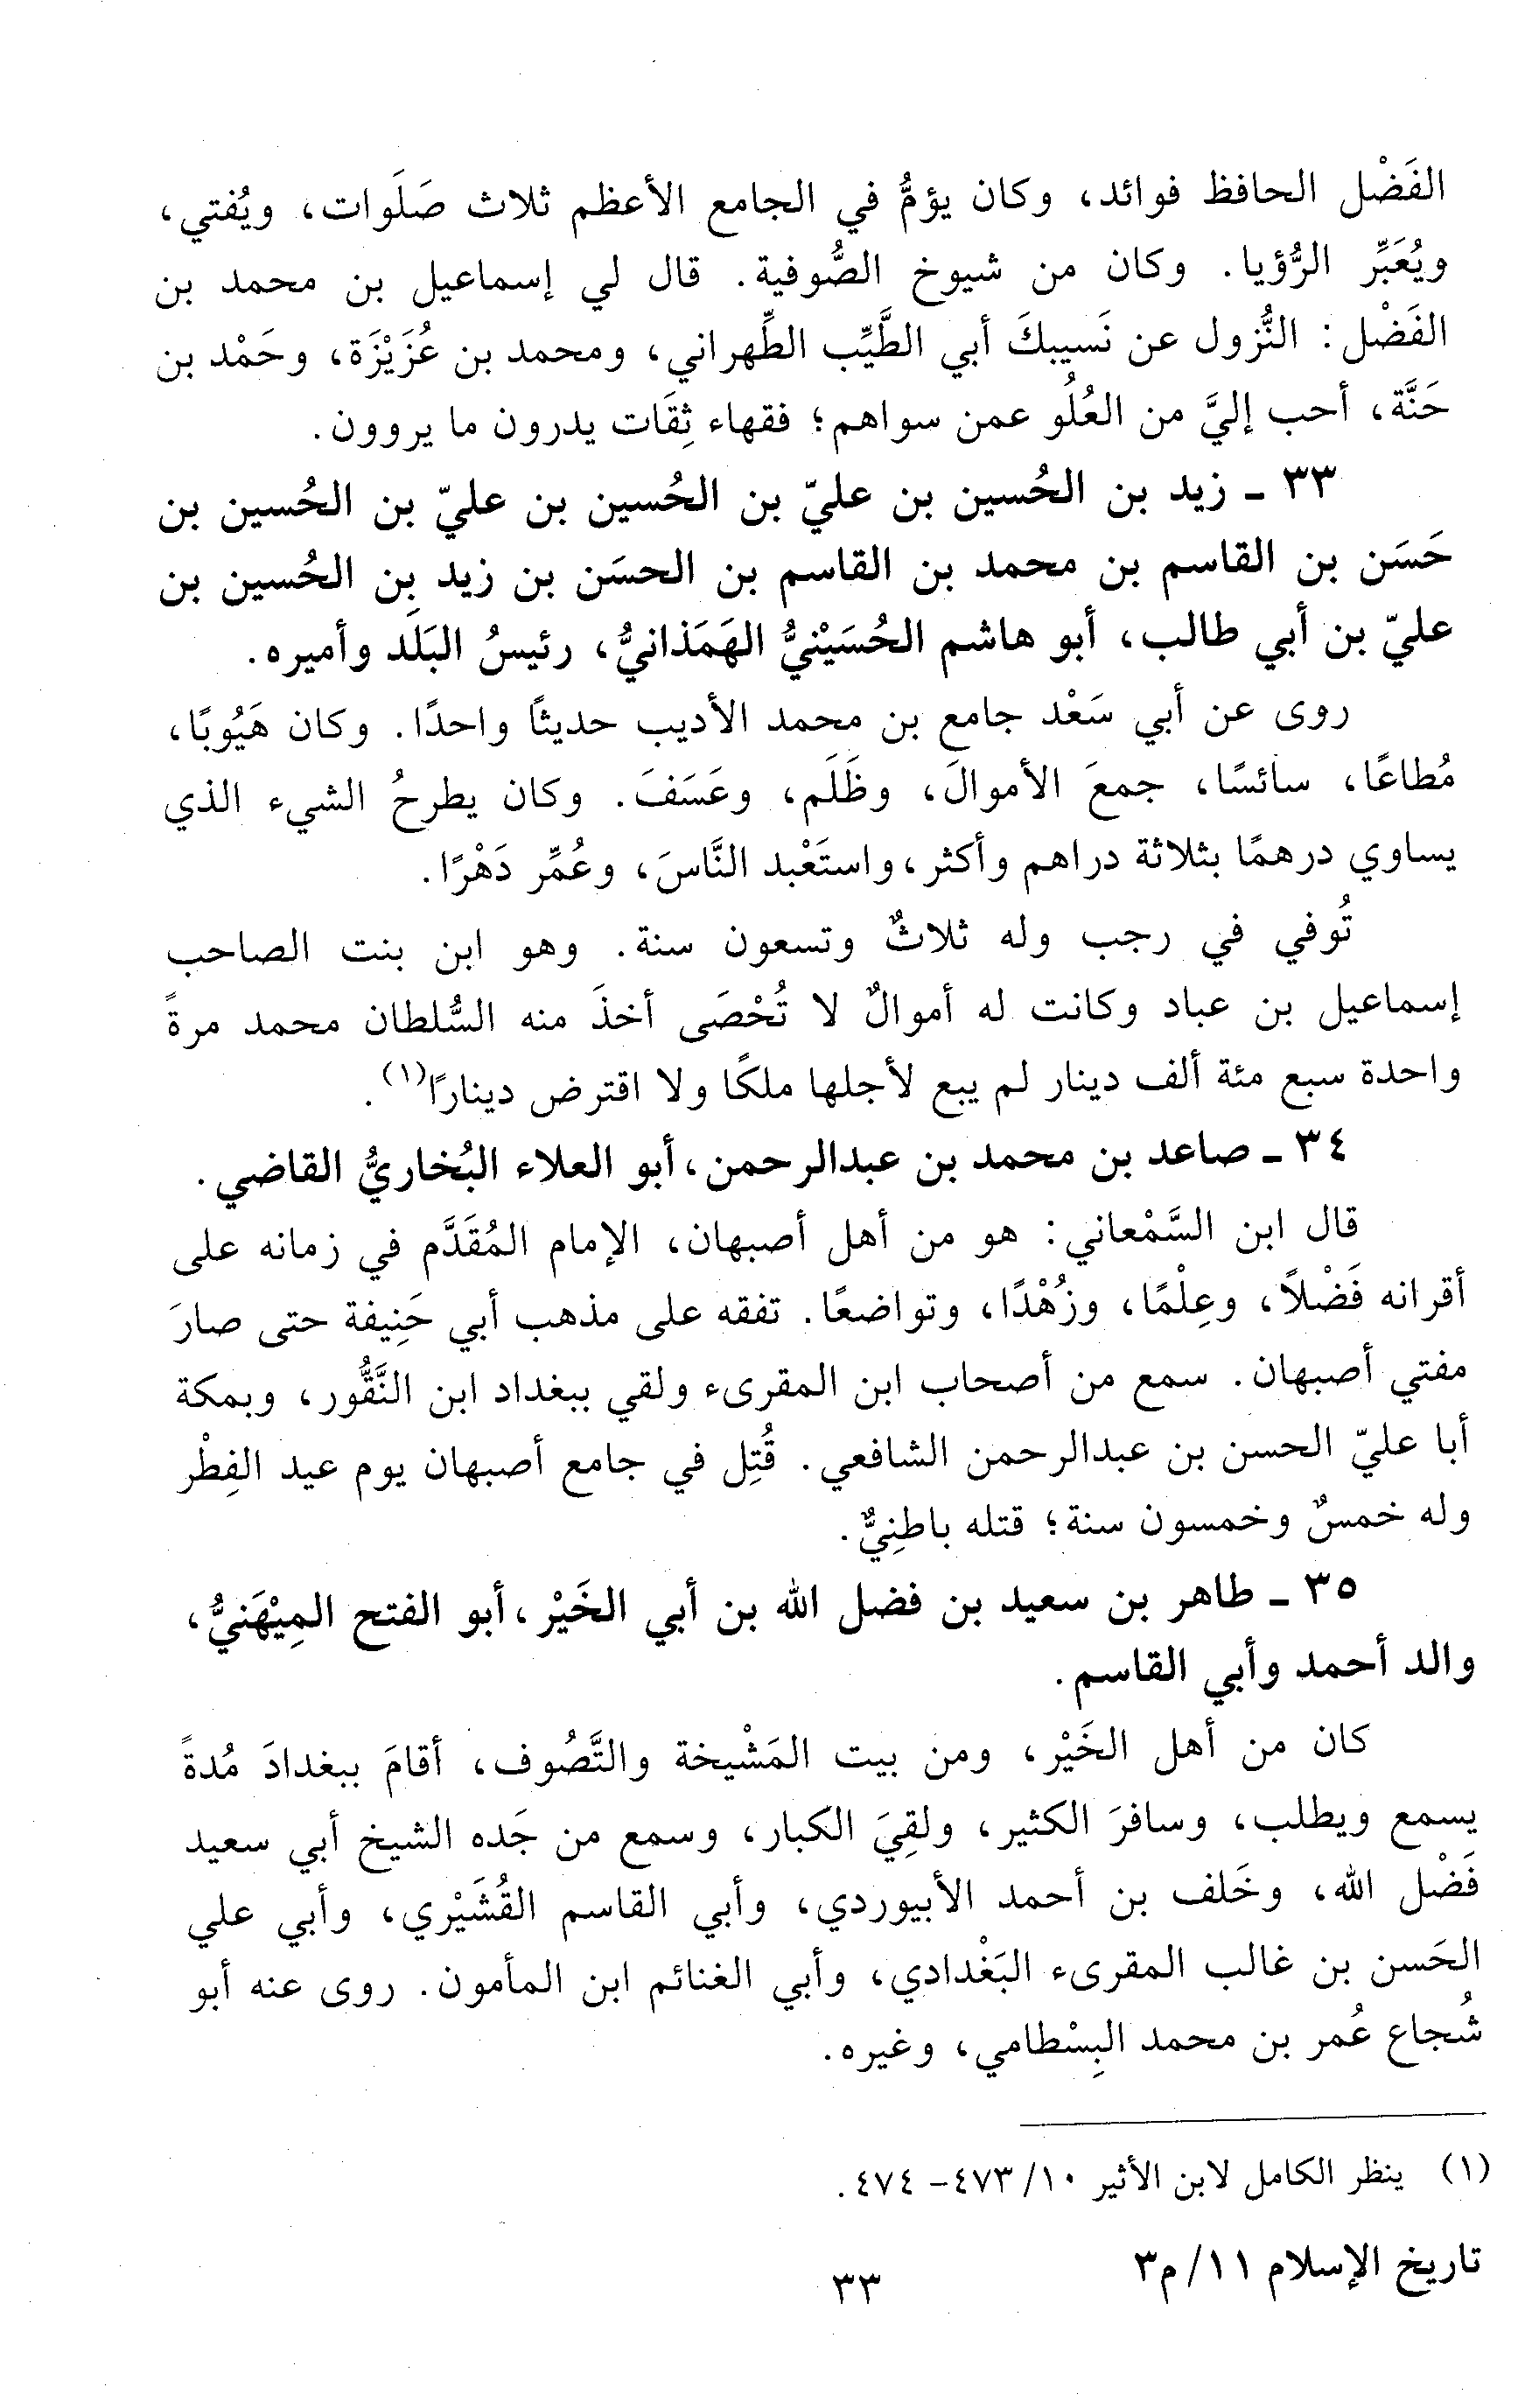 الفَضْل الحافظ فوائد، وكان يؤمُّ في الجامع الأعظم ثلاث صَلَوات، ويُفتي،
ويُعَبِّر الرُّؤيا. وكان من شيوخ الصُّوفية. قال لي إسماعيل بن محمد بن
الفَضْل: النُّزول عن نَسيبكَ أبي الطَّيِّب الطِّهراني، ومحمد بن عُزَيْزَة، وحَمْد بن
حَنَّة، أحب إليَّ من العُلُو عمن سواهم؛ فقهاء ثِقَات يدرون ما يروون.
٣٣ - زيد بن الحُسين بن عليّ بن الحُسين بن عليّ بن الحُسين بن
حَسَن بن القاسم بن محمد بن القاسم بن الحسَن بن زيد بن الحُسين بن
عليّ بن أبي طالب، أبو هاشم الحُسَيْنيُّ الهَمَذانيُّ، رئيسُ البَلَد وأميره.
روى عن أبي سَعْد جامع بن محمد الأديب حديثًا واحدًا. وكان هَيُوبًا،
مُطاعًا، سائسًا، جمعَ الأموالَ، وظَلَم، وعَسَفَ. وكان يطرحُ الشيء الذي
يساوي درهمًا بثلاثة دراهم وأكثر، واستَعْبد النَّاسَ، وعُمِّر دَهْرًا.
تُوفي في رجب وله ثلاثٌ وتسعون سنة. وهو ابن بنت الصاحب
إسماعيل بن عباد وكانت له أموالٌ لا تُحْصَى أخذَ منه السُّلطان محمد مرةً
واحدة سبع مئة ألف دينار لم يبع لأجلها ملكًا ولا اقترض دينارًا(١).
٣٤ - صاعد بن محمد بن عبدالرحمن، أبو العلاء البُخاريُّ القاضي.
قال ابن السَّمْعاني: هو من أهل أصبهان، الإمام المُقَدَّم في زمانه على
أقرانه فَضْلاً، وعِلْمًا، وزُهْدًا، وتواضعًا. تفقه على مذهب أبي حَنِيفة حتى صارَ
مفتي أصبهان. سمع من أصحاب ابن المقرىء ولقي ببغداد ابن النَّقُّور، وبمكة
أبا عليّ الحسن بن عبدالرحمن الشافعي. قُتِل في جامع أصبهان يوم عيد الفِطْر
وله خمسٌ وخمسون سنة؛ قتله باطنِيٌّ.
٣٥ - طاهر بن سعيد بن فضل الله بن أبي الخَيْر، أبو الفتح المِيْهَنيُّ،
والد أحمد وأبي القاسم.
كان من أهل الخَيْر، ومن بيت المَشْيخة والتَّصُوف، أقامَ ببغدادَ مُدةً
يسمع ويطلب، وسافرَ الكثير، ولقِيَ الكبار، وسمع من جَده الشيخ أبي سعيد
فَضْل الله، وخَلف بن أحمد الأبيوردي، وأبي القاسم القُشَيْري، وأبي علي
الحَسن بن غالب المقرىء البَغْدادي، وأبي الغنائم ابن المأمون. روى عنه أبو
شُجاع عُمر بن محمد البِسْطامي، وغيره.
(١) ينظر الكامل لابن الأثير ١٠/ ٤٧٣- ٤٧٤.
تاريخ الإسلام ١١/ م٣
٣٣